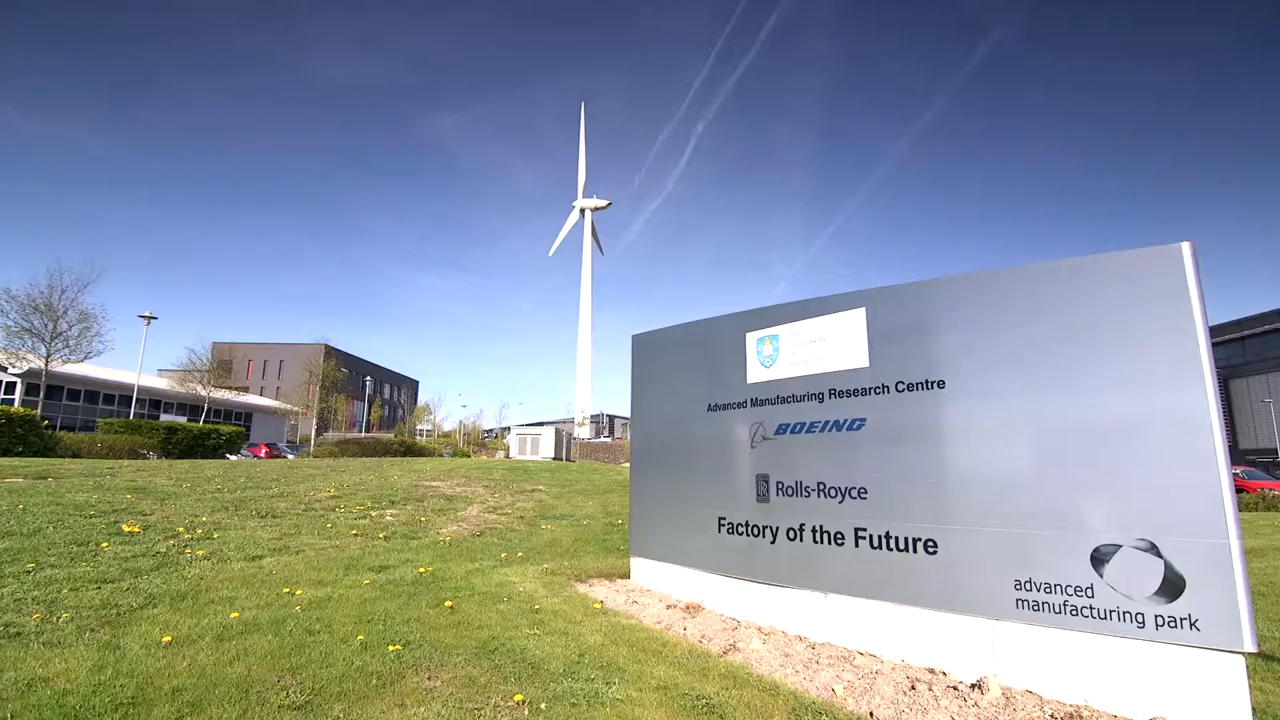 Advanced Manufacturing Research Centre
BOEING
Rolls-Royce
Factory of the Future
advanced
manufacturing park